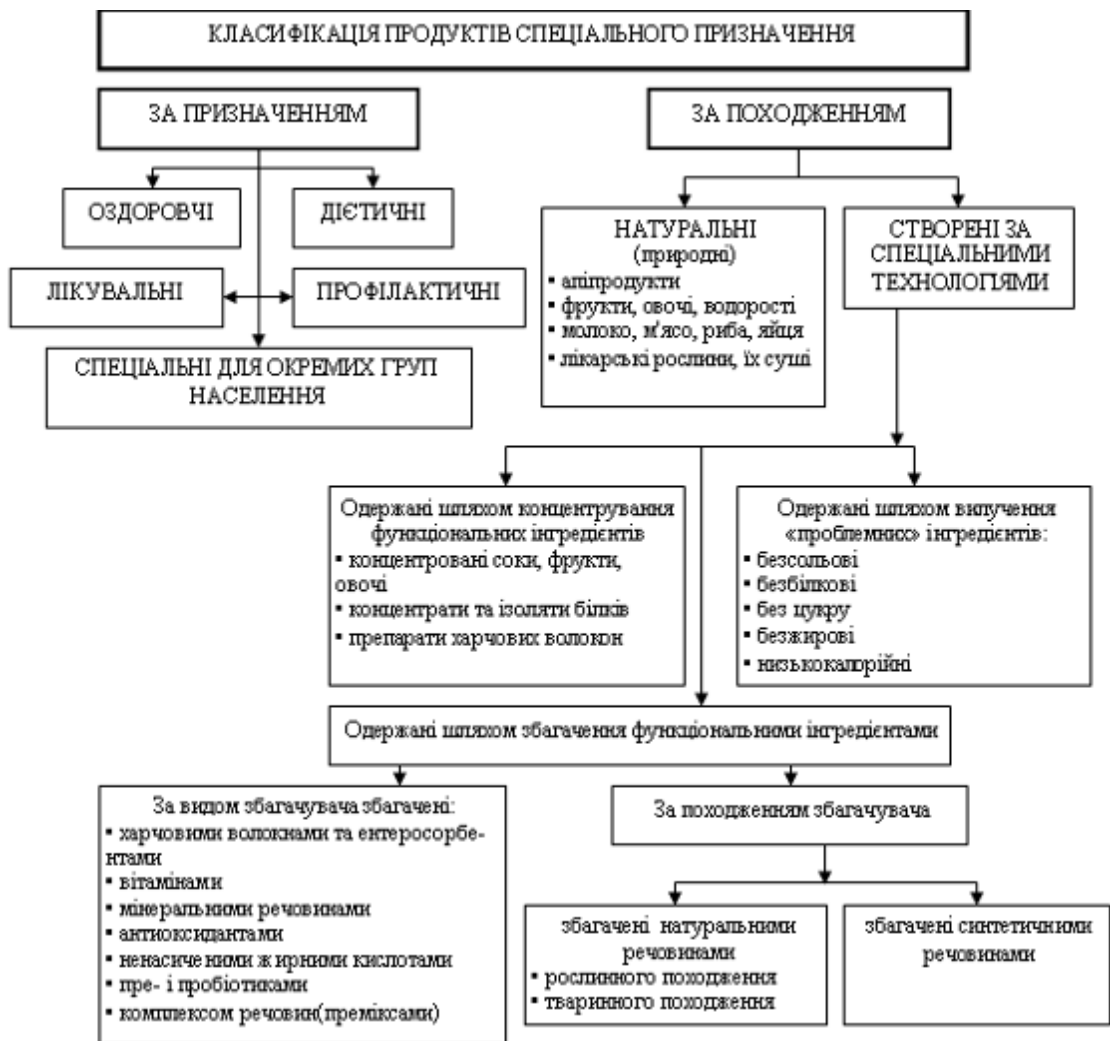 КЛАСИФІКАЦІЯ ПРОДУКТІВ СПЕЦІАЛЬНОГО ПРИЗНАЧЕННЯ
ЗА ПРИЗНАЧЕННЯМ
ЗА ПОХОДЖЕННЯМ
ОЗДОРОВЧІ
ДІЄТИЧНІ
ЛІКУВАЛЬНІ
ПРОФІЛАКТИЧНІ
СПЕЦІАЛЬНІ ДЛЯ ОКРЕМИХ ГРУП
НАСЕЛЕННЯ
НАТУРАЛЬНІ
(природні)
▪ апіпродукти
▪ фрукти, овочі, водорості
▪ молоко, м'ясо, риба, яйця
▪ лікарські рослини, їх суші
СТВОРЕНІ ЗА
СПЕЦІАЛЬНИМИ
ТЕХНОЛОГІЯМИ
Одержані шляхом концентрування
функціональних інгредієнтів
▪ концентровані соки, фрукти,
овочі
▪ концентрати та ізоляти білків
▪ препарати харчових волокон
Одержані шляхом вилучення
«проблемних» інгредієнтів:
▪ безсольові
▪ безбілкові
▪ без цукру
▪ безжирові
▪ низькокалорійні
Одержані шляхом збагачення функціональними інгредієнтами
За видом збагачувача збагачені:
▪ харчовими волокнами та ентеросорбе-
нтами
▪ вітамінами
▪ мінеральними речовинами
▪ антиоксидантами
▪ ненасиченими жирними кислотами
▪ пре- і пробіотиками
▪ комплексом речовин(преміксами)
За походженням збагачувача
збагачені натуральними
речовинами
▪ рослинного походження
▪ тваринного походження
збагачені синтетичними
речовинами